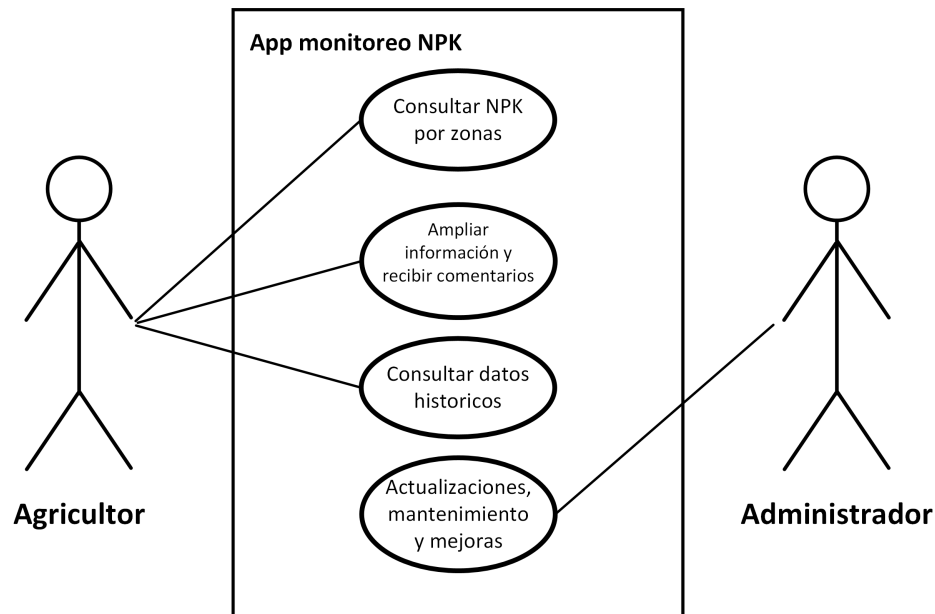 App monitoreo NPK
Consultar NPK
por zonas
Ampliar
información y
recibir comentarios
Consultar datos
historicos
Actualizaciones,
mantenimiento
y mejoras
Agricultor
Administrador